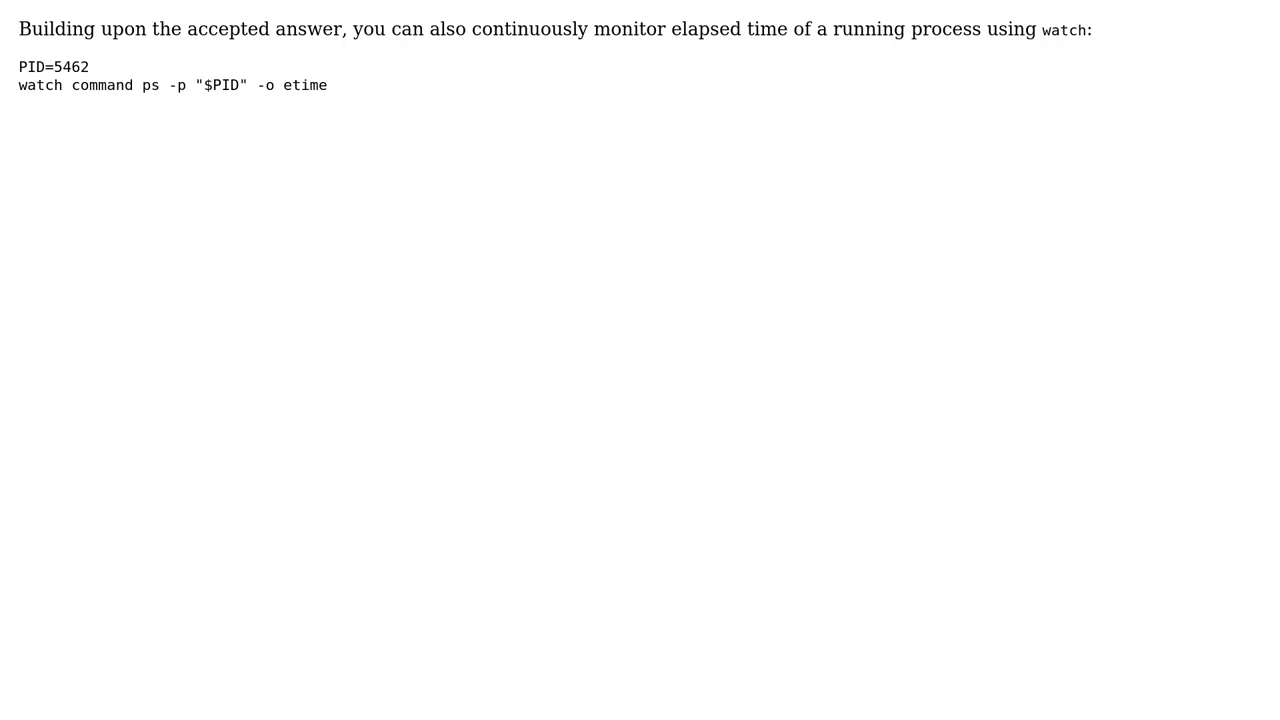 Building upon the accepted answer, you can also continuously monitor elapsed time of a running process using watch:
PID=5462
watch command ps -p "$PID" -o etime